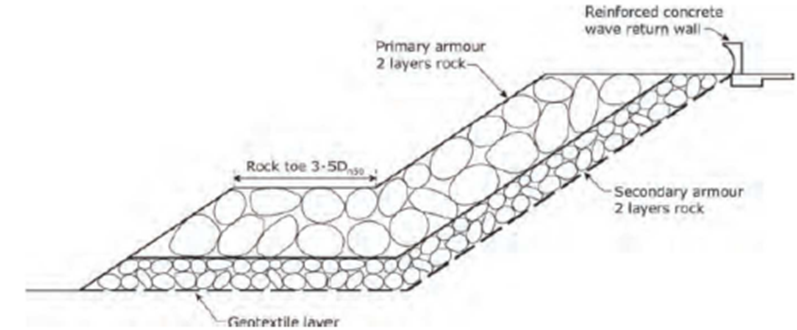 Reinforced concrete
wave return wall
Primary armour
2 layers rock
Rock toe 3-5Dn50
Secondary armour
2 layers rock
Geotextile layer